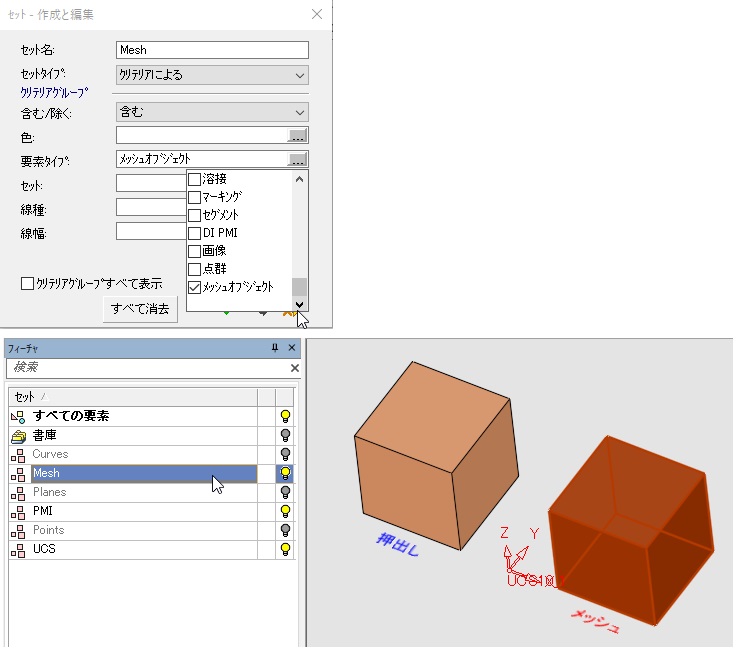 セット - 作成と編集
セット名:
Mesh
セットタイプ:
クリテリアによる
クリテリアグループ
含む/除く:
含む
色:
...
要素タイプ:
メッシュオブジェクト
...
セット:
線種:
線幅:
溶接
マーキング
セグメント
DI PMI
画像
点群
メッシュオブジェクト
クリテリアグループすべて表示
すべて消去
フィーチャ
検索
セット
すべての要素
書庫
Curves
Mesh
Planes
PMI
Points
UCS
押出し
Z
Y
メッシュ